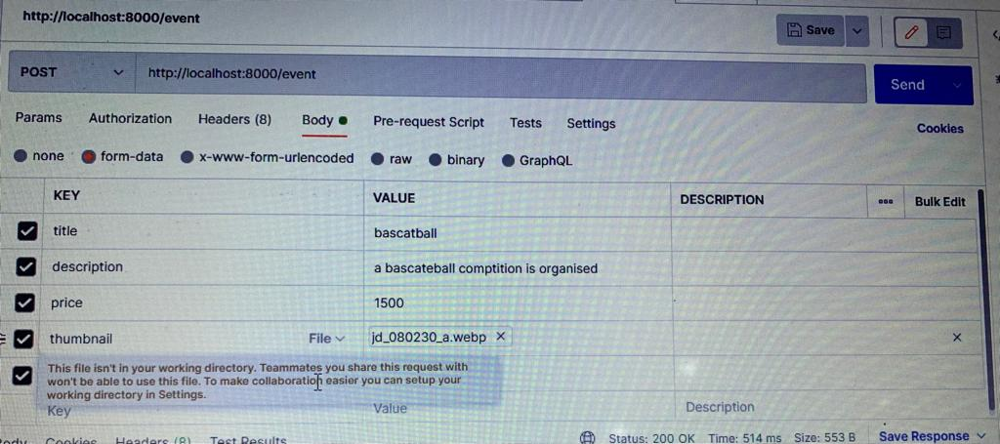 http://localhost:8000/event
Save
POST http://localhost:8000/event Send
Params Authorization Headers (8) Body Pre-request Script Tests Settings Cookies
none form-data x-www-form-urlencoded raw binary GraphQL
KEY VALUE DESCRIPTION Bulk Edit
title bascatball
description a bascateball comptition is organised
price 1500
thumbnail File jd_080230_a.webp
This file isn't in your working directory. Teammates you share this request with
won't be able to use this file. To make collaboration easier you can setup your
working directory in Settings.
Key Value Description
Cookies Headers (8) Test Results Status: 200 OK Time: 514 ms Size: 553 B Save Response